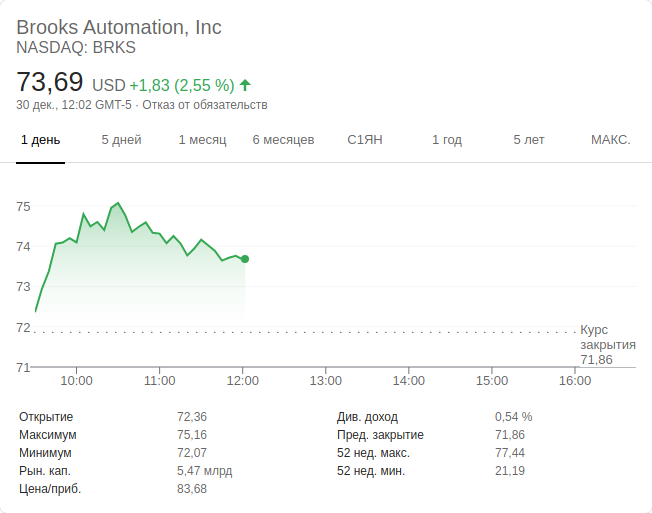 Brooks Automation, Inc
NASDAQ: BRKS
73,69 USD +1,83 (2,55 %)
30 дек., 12:02 GMT-5 · Отказ от обязательств
1 день 5 дней 1 месяц 6 месяцев С1ЯН 1 год 5 лет МАКС.
75
74
73
72
71
Курс
закрытия
71,86
10:00 11:00 12:00 13:00 14:00 15:00 16:00
Открытие 72,36 Див. доход 0,54 %
Максимум 75,16 Пред. закрытие 71,86
Минимум 72,07 52 нед. макс. 77,44
Рын. кап. 5,47 млрд 52 нед. мин. 21,19
Цена/приб. 83,68